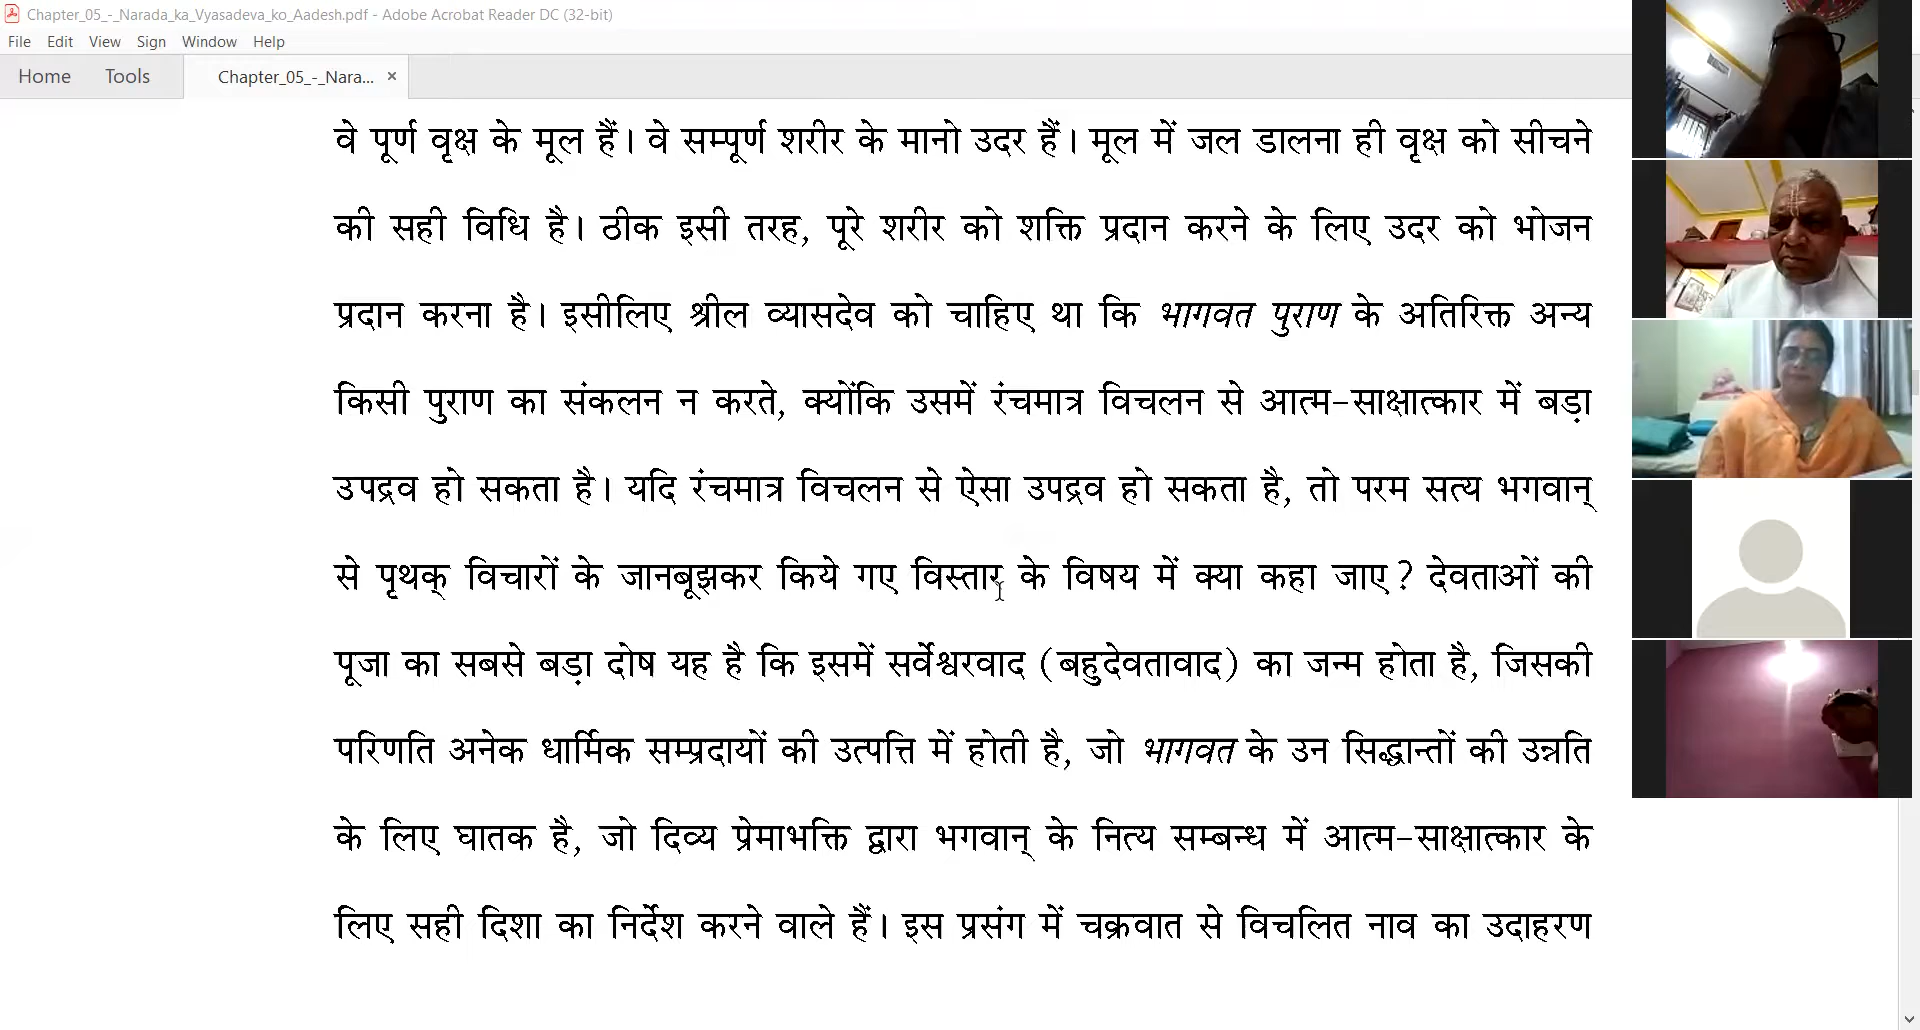 Chapter_05_-_Narada_ka_Vyasadeva_ko_Aadesh.pdf - Adobe Acrobat Reader DC (32-bit)
File Edit View Sign Window Help
Home Tools Chapter_05_-_Nara... ×
वे पूर्ण वृक्ष के मूल हैं। वे सम्पूर्ण शरीर के मानो उदर हैं। मूल में जल डालना ही वृक्ष को सीचने
की सही विधि है। ठीक इसी तरह, पूरे शरीर को शक्ति प्रदान करने के लिए उदर को भोजन
प्रदान करना है। इसीलिए श्रील व्यासदेव को चाहिए था कि भागवत पुराण के अतिरिक्त अन्य
किसी पुराण का संकलन न करते, क्योंकि उसमें रंचमात्र विचलन से आत्म-साक्षात्कार में बड़ा
उपद्रव हो सकता है। यदि रंचमात्र विचलन से ऐसा उपद्रव हो सकता है, तो परम सत्य भगवान्
से पृथक् विचारों के जानबूझकर किये गए विस्तार के विषय में क्या कहा जाए? देवताओं की
पूजा का सबसे बड़ा दोष यह है कि इसमें सर्वेश्वरवाद (बहुदेवतावाद) का जन्म होता है, जिसकी
परिणति अनेक धार्मिक सम्प्रदायों की उत्पत्ति में होती है, जो भागवत के उन सिद्धान्तों की उन्नति
के लिए घातक है, जो दिव्य प्रेमाभक्ति द्वारा भगवान् के नित्य सम्बन्ध में आत्म-साक्षात्कार के
लिए सही दिशा का निर्देश करने वाले हैं। इस प्रसंग में चक्रवात से विचलित नाव का उदाहरण